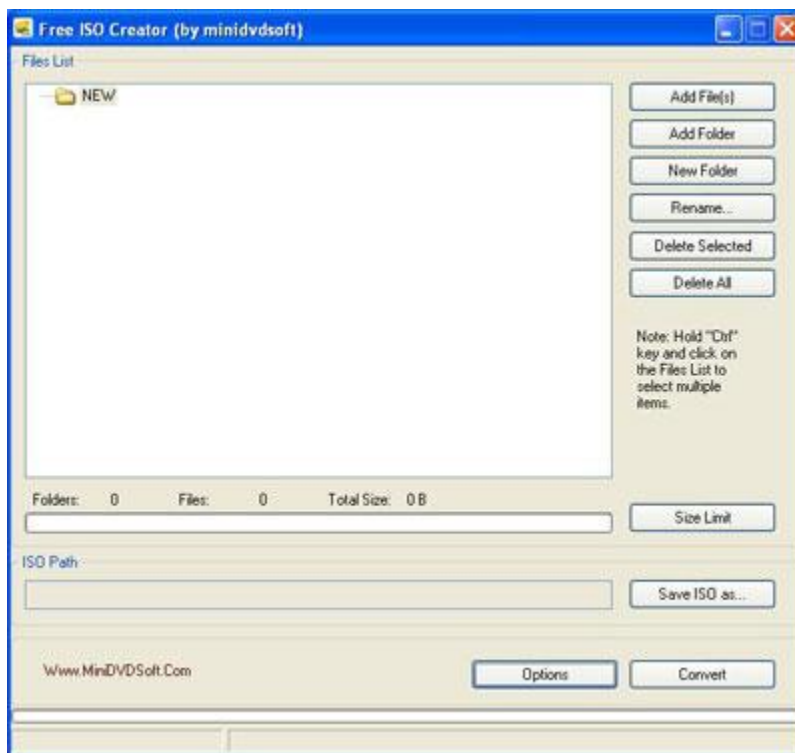 Free ISO Creator (by minidvdsoft)
Files List
NEW
Add File(s)
Add Folder
New Folder
Rename...
Delete Selected
Delete All
Note: Hold "Ctrl"
key and click on
the Files List to
select multiple
items.
Folders: 0 Files: 0 Total Size: 0 B
Size Limit
ISO Path
Save ISO as...
Www.MiniDVDSoft.Com
Options
Convert